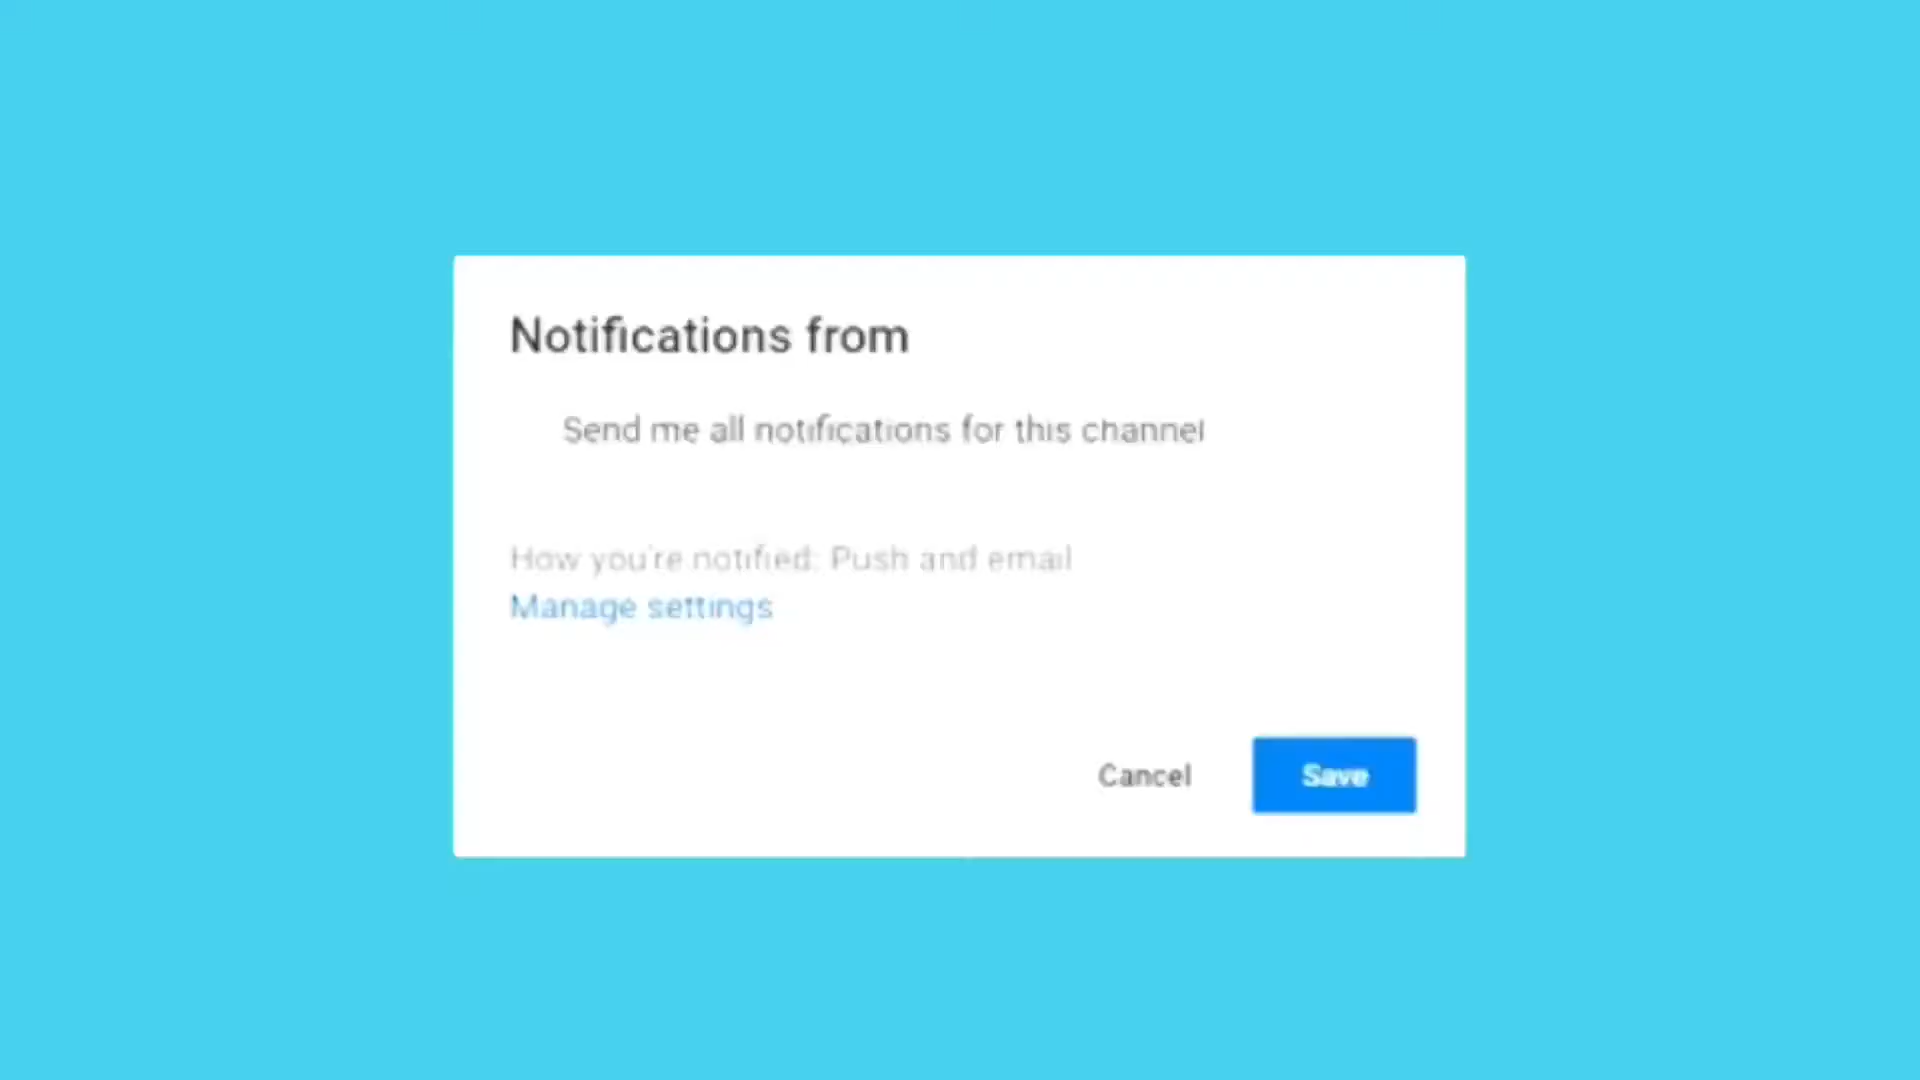 Notifications from
Send me all notifications for this channel
How you're notified: Push and email
Manage settings
Cancel
Save